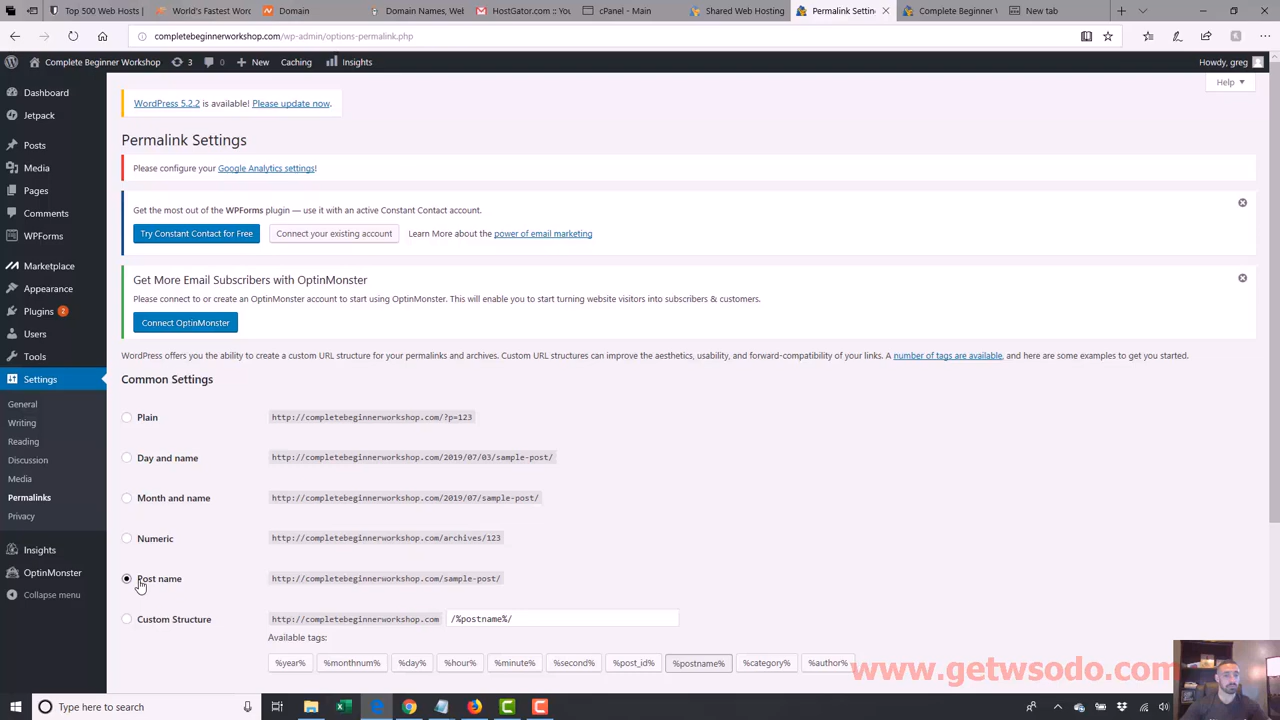 Top 500 Web Hosts |
World's Fastest Wo
Domain
Domain Names, Web
HostGator.com :: You
cPanel - Main
Shared Web Hosting
Permalink Settings
Complete Beginner W
New tab
completebeginnerworkshop.com/wp-admin/options-permalink.php
Complete Beginner Workshop
3
0
New
Caching
Insights
Howdy, greg
Help
Dashboard
Jetpack
Posts
Media
Pages
Comments
WPForms
Marketplace
Appearance
Plugins 2
Users
Tools
Settings
General
Writing
Reading
Discussion
Media
Permalinks
Privacy
Insights
OptinMonster
Collapse menu
WordPress 5.2.2 is available! Please update now.
Permalink Settings
Please configure your Google Analytics settings!
Get the most out of the WPForms plugin — use it with an active Constant Contact account.
Try Constant Contact for Free
Connect your existing account
Learn More about the power of email marketing
Get More Email Subscribers with OptinMonster
Please connect to or create an OptinMonster account to start using OptinMonster. This will enable you to start turning website visitors into subscribers & customers.
Connect OptinMonster
WordPress offers you the ability to create a custom URL structure for your permalinks and archives. Custom URL structures can improve the aesthetics, usability, and forward-compatibility of your links. A number of tags are available, and here are some examples to get you started.
Common Settings
Plain http://completebeginnerworkshop.com/?p=123
Day and name http://completebeginnerworkshop.com/2019/07/03/sample-post/
Month and name http://completebeginnerworkshop.com/2019/07/sample-post/
Numeric http://completebeginnerworkshop.com/archives/123
Post name http://completebeginnerworkshop.com/sample-post/
Custom Structure http://completebeginnerworkshop.com /%postname%/
Available tags:
%year% %monthnum% %day% %hour% %minute% %second% %post_id% %postname% %category% %author%
www.getwsodo.com
Type here to search